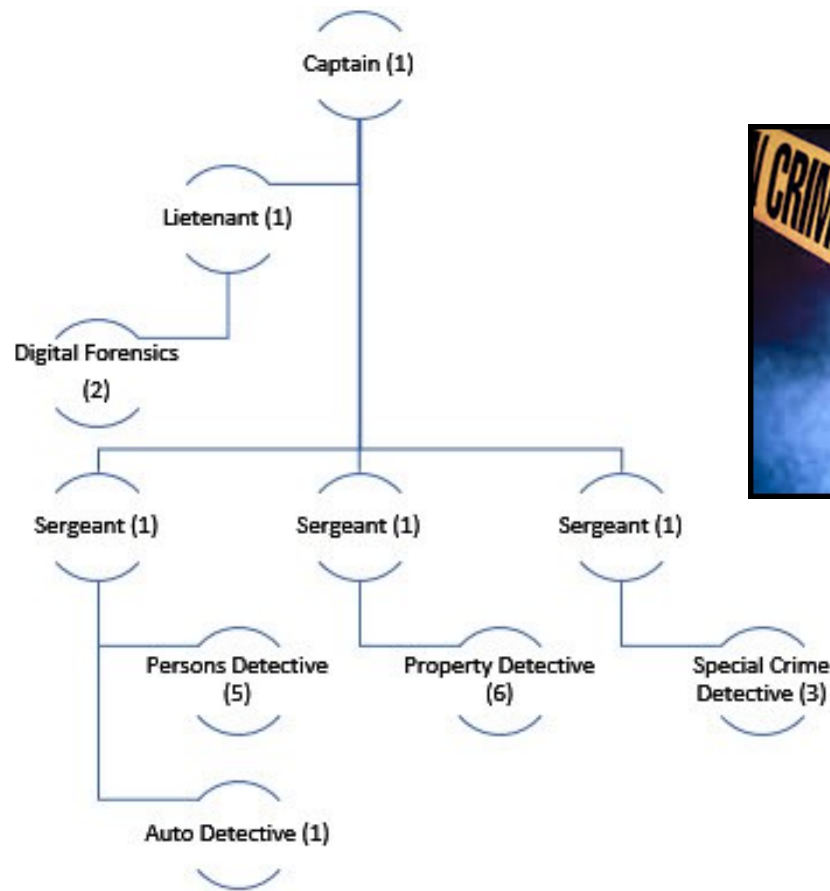 Captain (1)
Lietenant (1)
Digital Forensics
(2)
Sergeant (1)
Sergeant (1)
Sergeant (1)
Persons Detective
(5)
Property Detective
(6)
Special Crime
Detective (3)
Auto Detective (1)